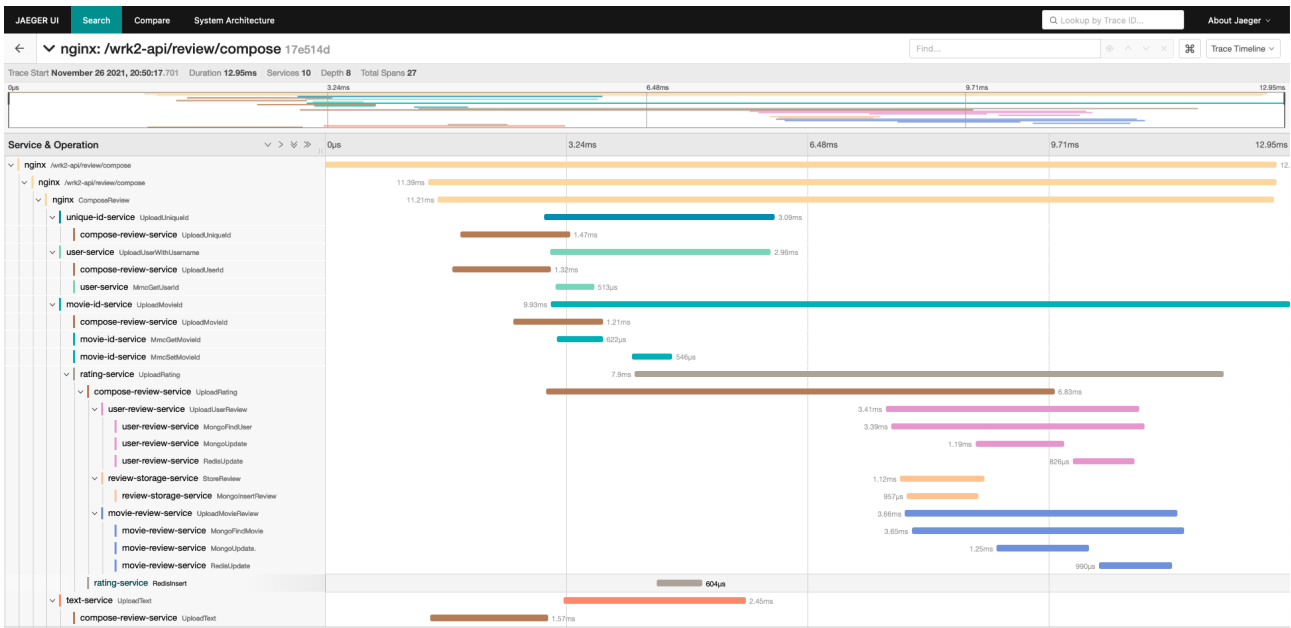 JAEGER UI Search Compare System Architecture Q Lookup by Trace ID... About Jaeger
nginx: /wrk2-api/review/compose 17e514d Find... ⌘ Trace Timeline
Trace Start November 26 2021, 20:50:17.701 Duration 12.95ms Services 10 Depth 8 Total Spans 27
0μs 3.24ms 6.48ms 9.71ms 12.95ms
Service & Operation 0μs 3.24ms 6.48ms 9.71ms 12.95ms
nginx /wrk2-api/review/compose 12.
nginx /wrk2-api/review/compose 11.39ms
nginx ComposeReview 11.21ms
unique-id-service UploadUniqueId 3.09ms
compose-review-service UploadUniqueId 1.47ms
user-service UploadUserWithUsername 2.96ms
compose-review-service UploadUserId 1.32ms
user-service MmcGetUserId 513μs
movie-id-service UploadMovieId 9.93ms
compose-review-service UploadMovieId 1.21ms
movie-id-service MmcGetMovieId 622μs
movie-id-service MmcSetMovieId 546μs
rating-service UploadRating 7.9ms
compose-review-service UploadRating 6.83ms
user-review-service UploadUserReview 3.41ms
user-review-service MongoFindUser 3.39ms
user-review-service MongoUpdate 1.19ms
user-review-service RedisUpdate 826μs
review-storage-service StoreReview 1.12ms
review-storage-service MongoInsertReview 957μs
movie-review-service UploadMovieReview 3.66ms
movie-review-service MongoFindMovie 3.65ms
movie-review-service MongoUpdate. 1.25ms
movie-review-service RedisUpdate 990μs
rating-service RedisInsert 604μs
text-service UploadText 2.45ms
compose-review-service UploadText 1.57ms